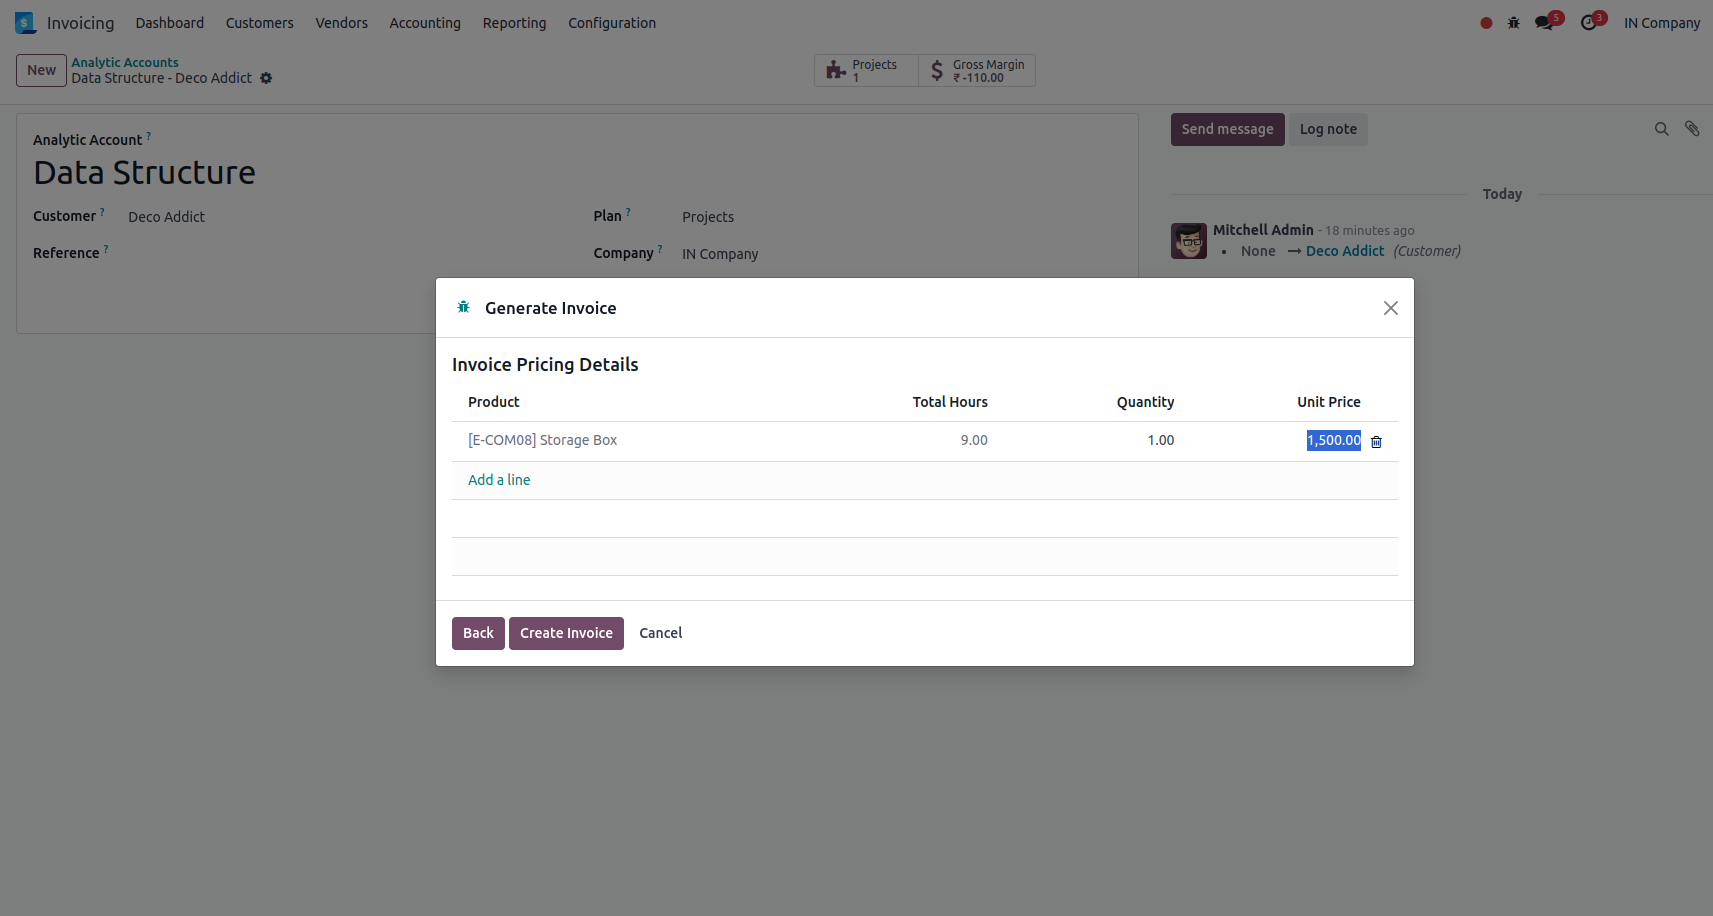 Invoicing Dashboard Customers Vendors Accounting Reporting Configuration 5 3 IN Company
New
Analytic Accounts
Data Structure - Deco Addict
Projects
1
Gross Margin
₹ -110.00
Analytic Account ?
Data Structure
Customer ? Deco Addict
Plan ? Projects
Reference ?
Company ? IN Company
Send message Log note
Today
Mitchell Admin - 18 minutes ago
• None → Deco Addict (Customer)
Generate Invoice
Invoice Pricing Details
Product Total Hours Quantity Unit Price
[E-COM08] Storage Box 9.00 1.00 1,500.00
Add a line
Back Create Invoice Cancel